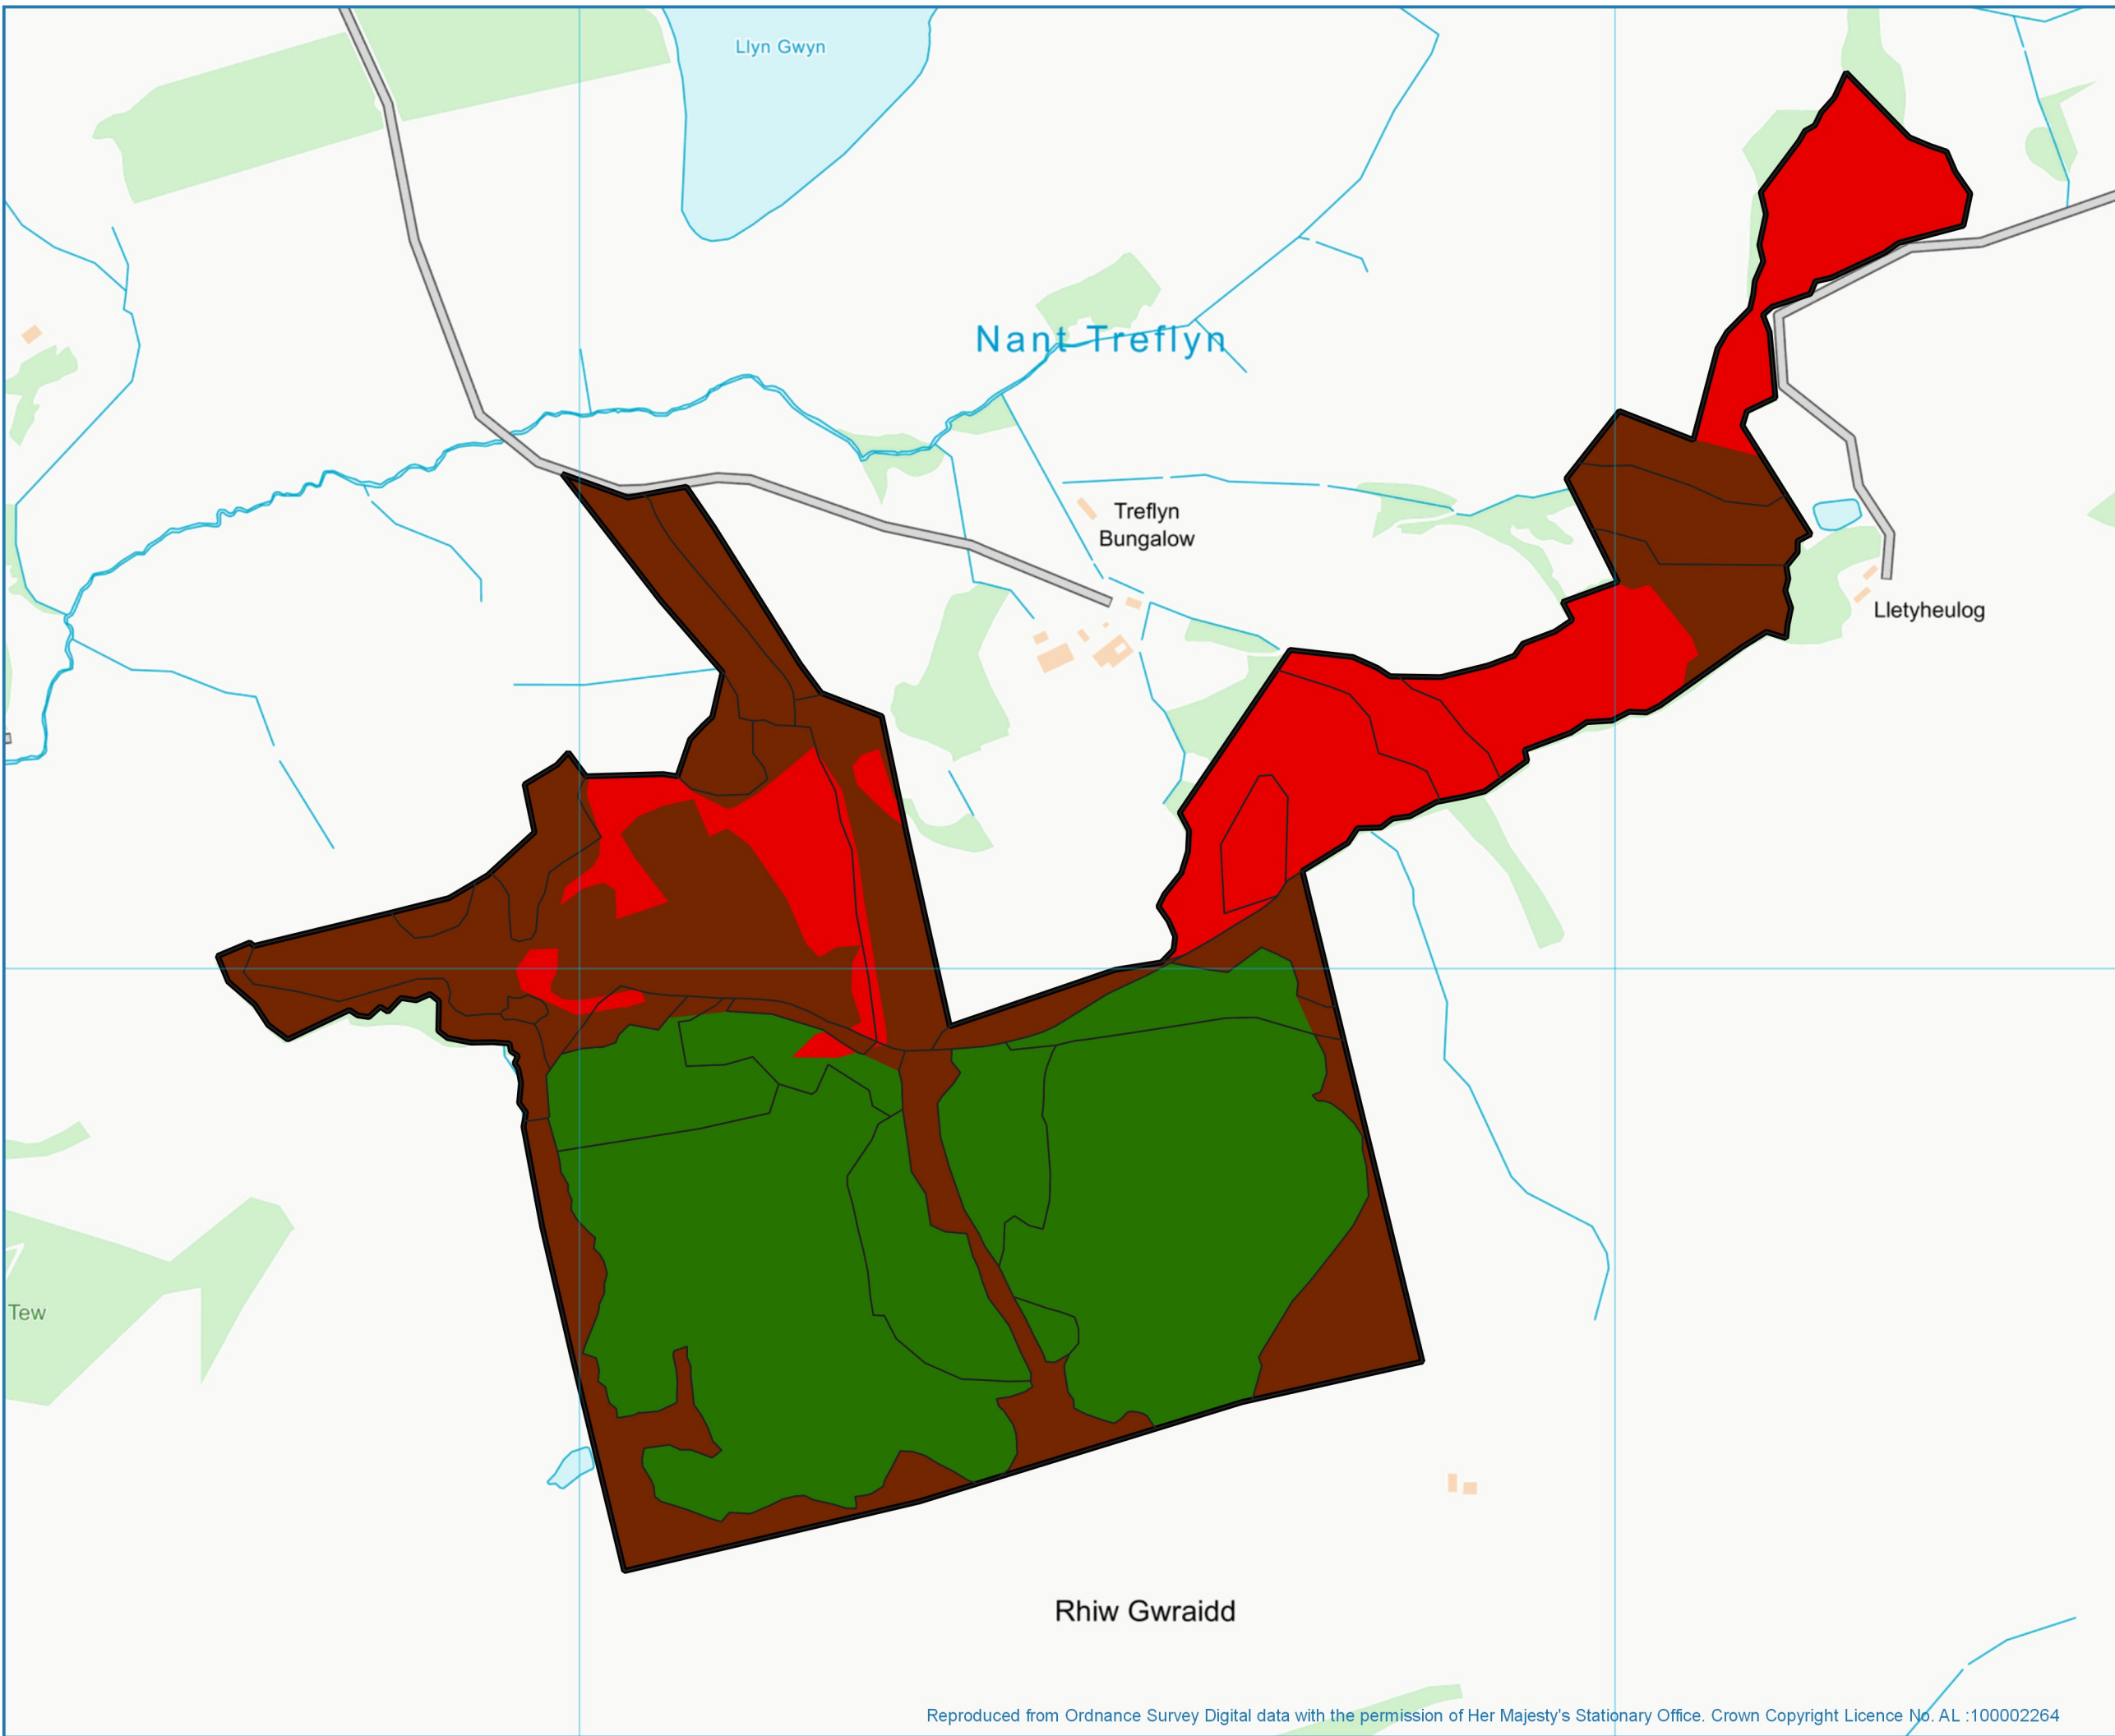 Llyn Gwyn
Nant Treflyn
Treflyn
Bungalow
Lletyheulog
Tew
Rhiw Gwraidd
Reproduced from Ordnance Survey Digital data with the permission of Her Majesty's Stationary Office. Crown Copyright Licence No. AL :100002264